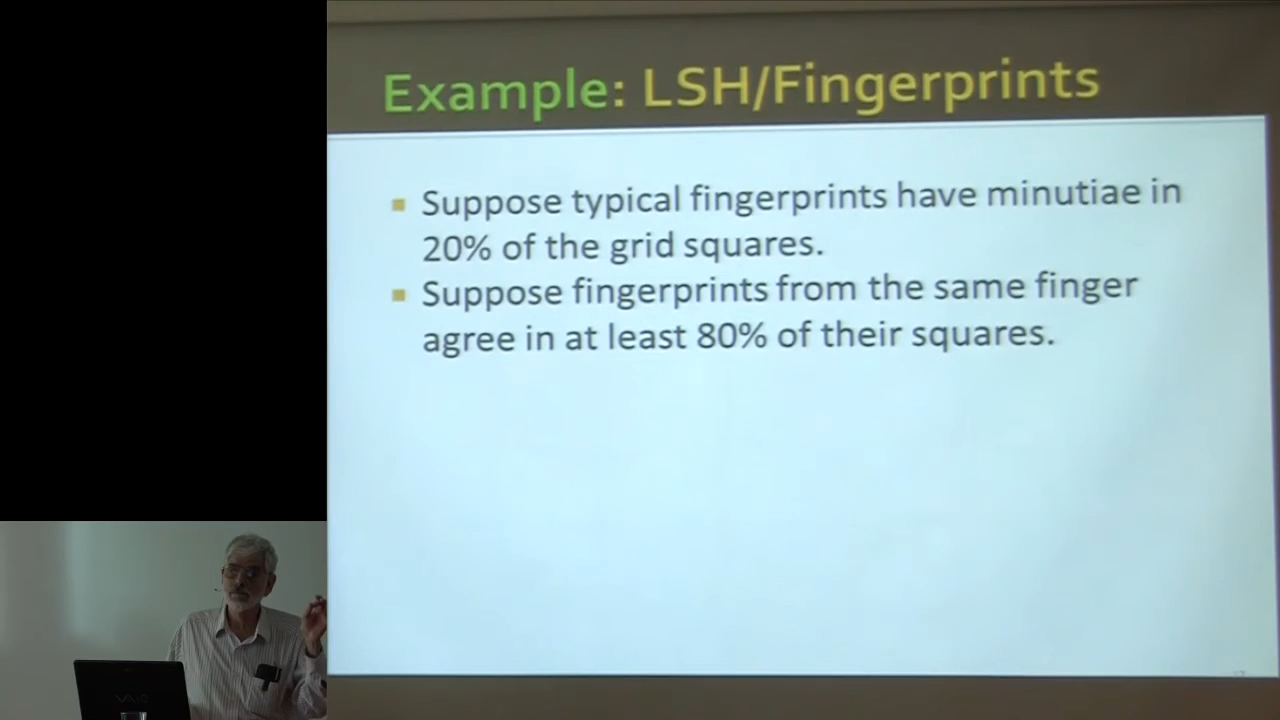 Example: LSH/Fingerprints
Suppose typical fingerprints have minutiae in
20% of the grid squares.
Suppose fingerprints from the same finger
agree in at least 80% of their squares.
VAIO